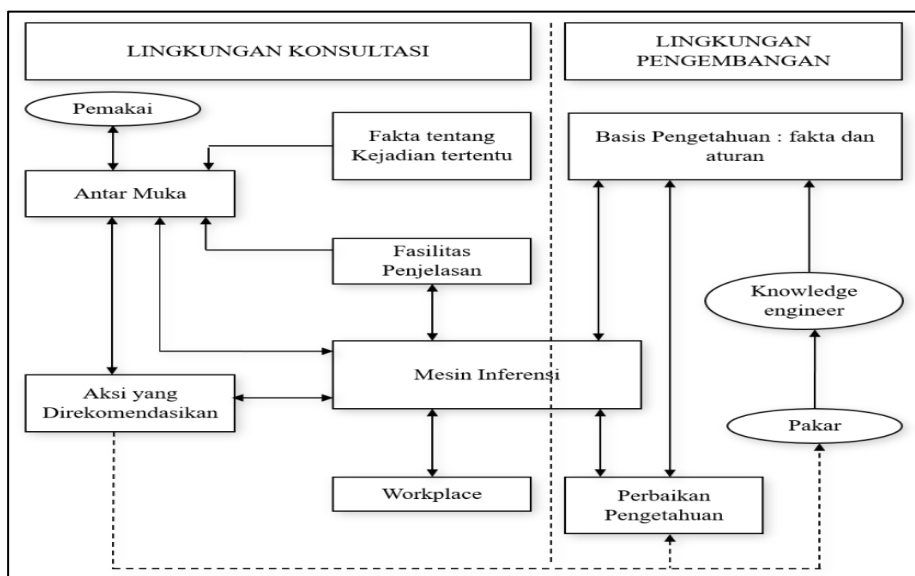 LINGKUNGAN KONSULTASI
LINGKUNGAN
PENGEMBANGAN
Pemakai
Fakta tentang
Kejadian tertentu
Basis Pengetahuan : fakta dan
aturan
Antar Muka
Fasilitas
Penjelasan
Knowledge
engineer
Mesin Inferensi
Aksi yang
Direkomendasikan
Pakar
Workplace
Perbaikan
Pengetahuan